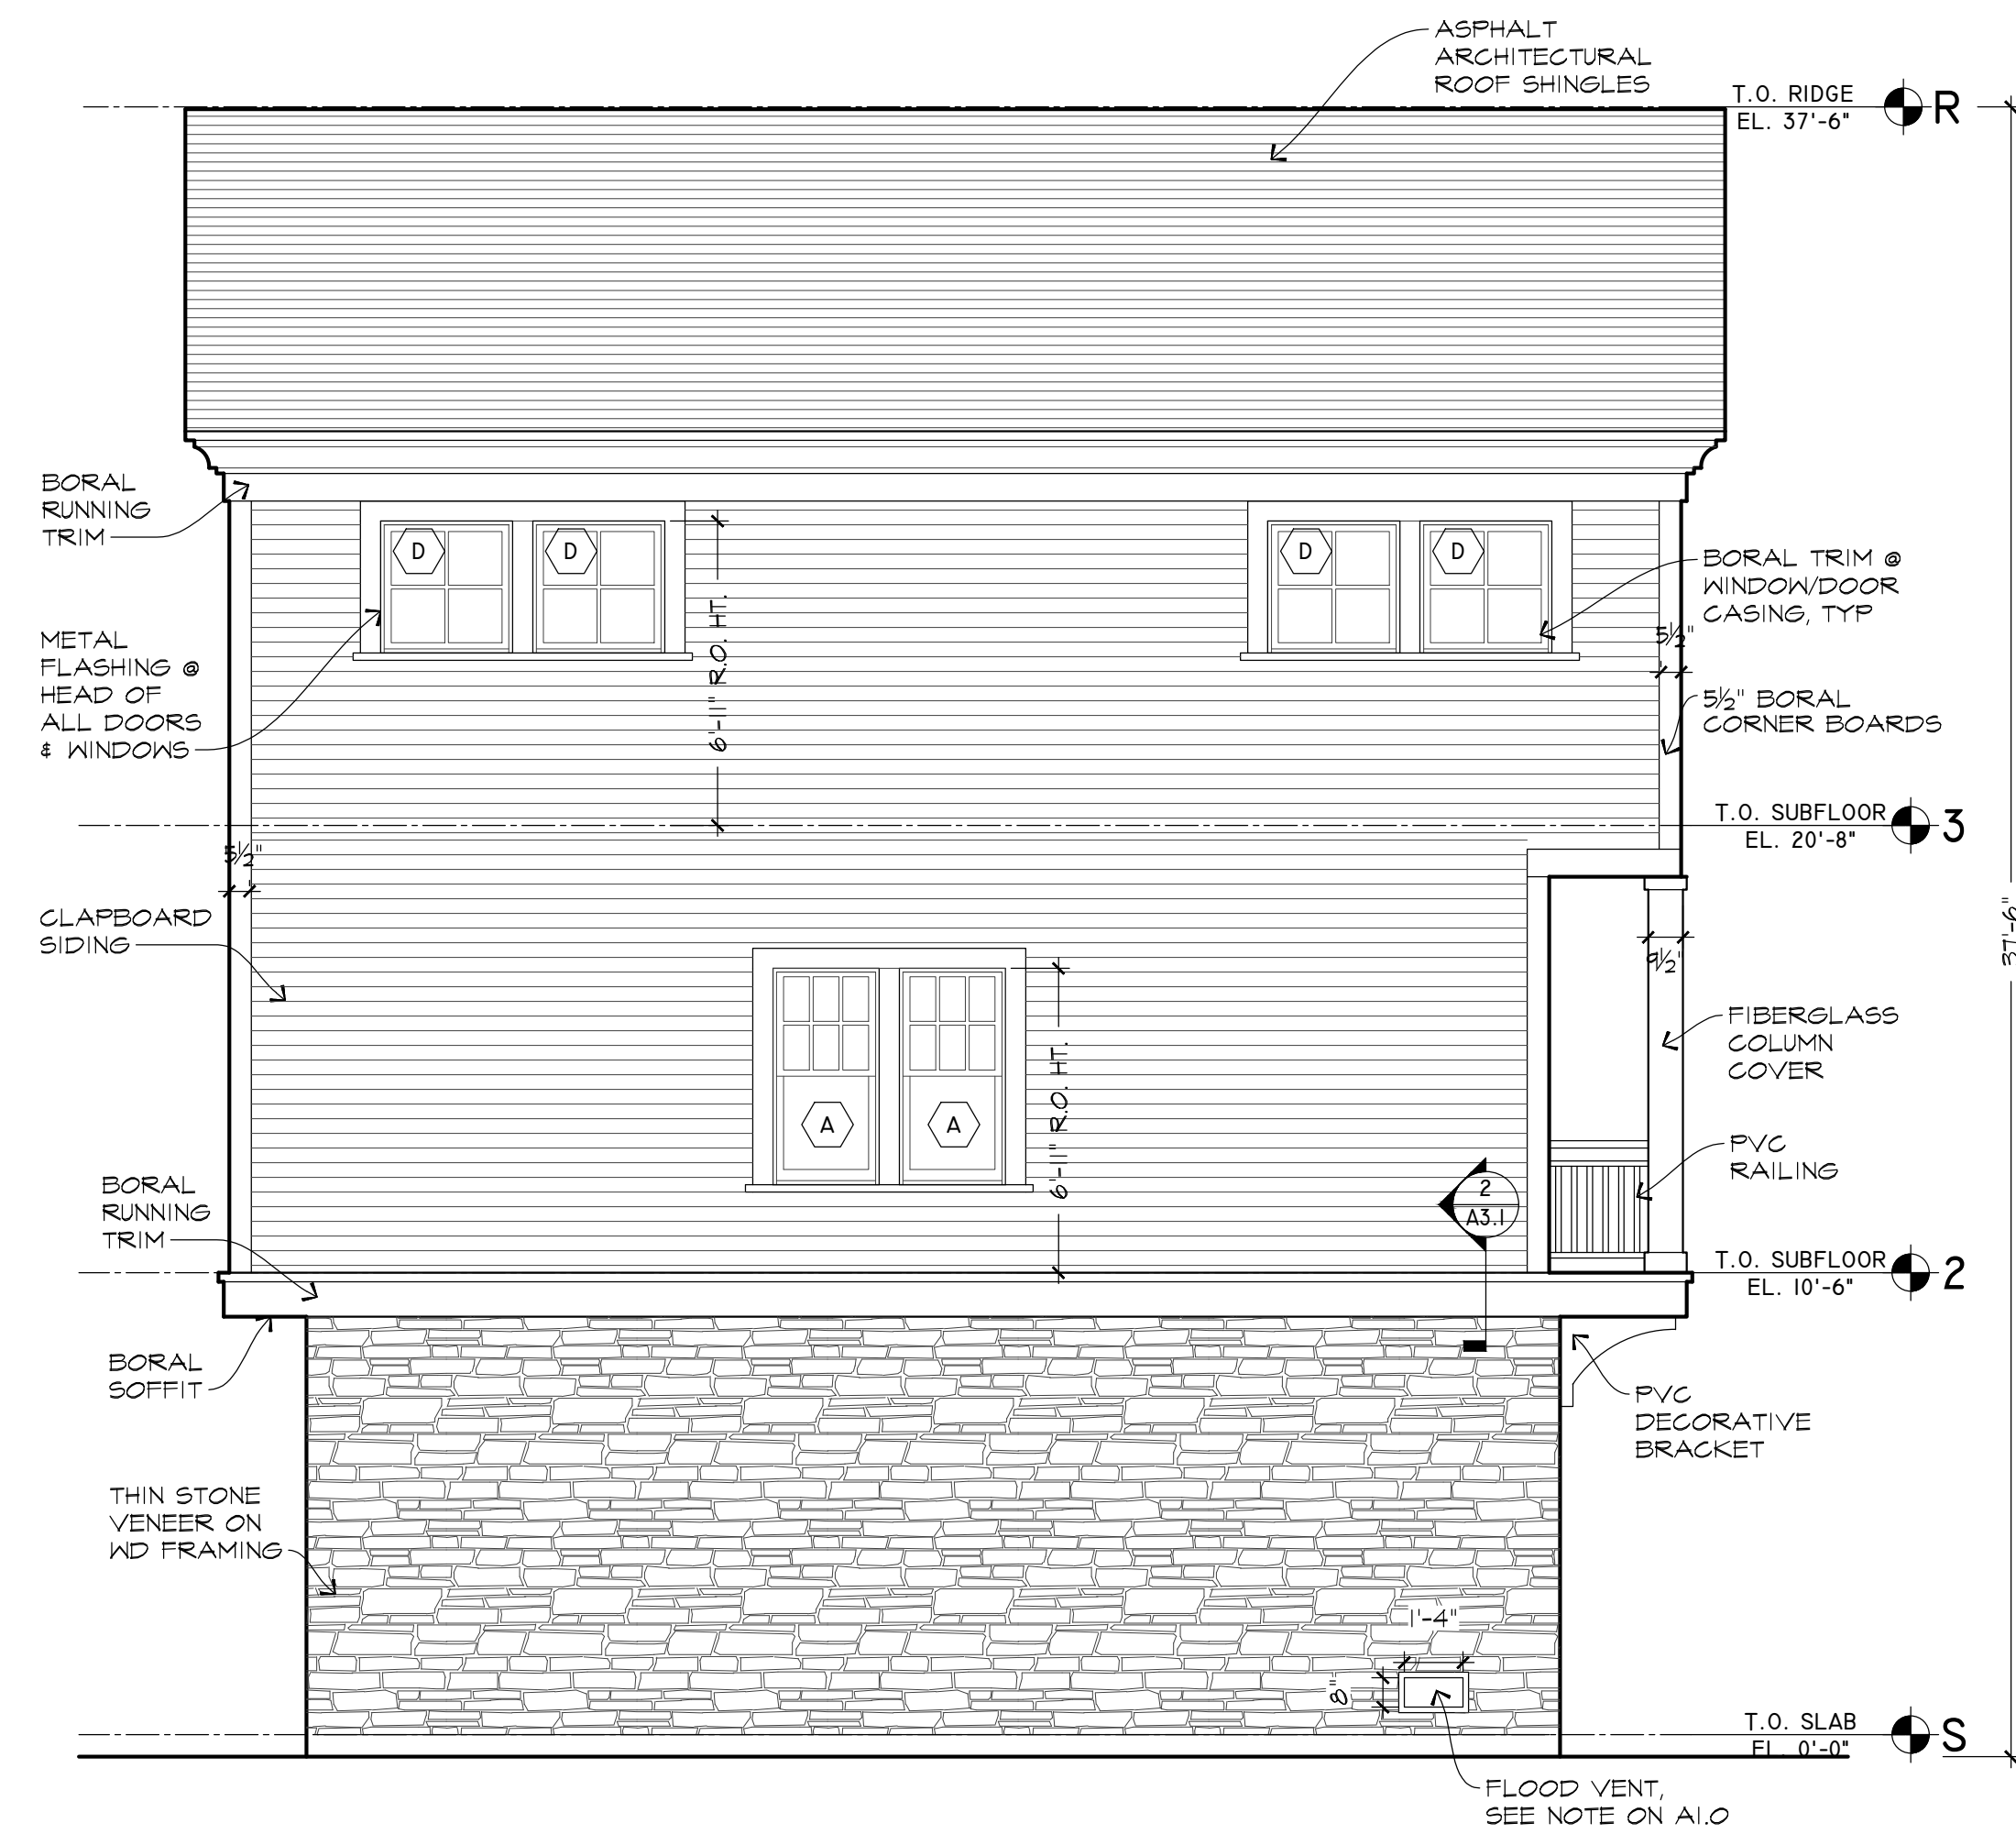 ASPHALT
ARCHITECTURAL
ROOF SHINGLES
T.O. RIDGE
EL. 37'-6"
R
BORAL
RUNNING
TRIM
D
D
D
D
6'-11" R.O. HT.
BORAL TRIM @
WINDOW/DOOR
CASING, TYP
5½"
METAL
FLASHING @
HEAD OF
ALL DOORS
& WINDOWS
5½" BORAL
CORNER BOARDS
T.O. SUBFLOOR
EL. 20'-8"
3
5½"
CLAPBOARD
SIDING
37'-6"
9½"
FIBERGLASS
COLUMN
COVER
6'-11" R.O. HT.
A
A
PVC
RAILING
BORAL
RUNNING
TRIM
2
A3.1
T.O. SUBFLOOR
EL. 10'-6"
2
BORAL
SOFFIT
PVC
DECORATIVE
BRACKET
THIN STONE
VENEER ON
WD FRAMING
1'-4"
8"
T.O. SLAB
EL. 0'-0"
S
FLOOD VENT,
SEE NOTE ON A1.0